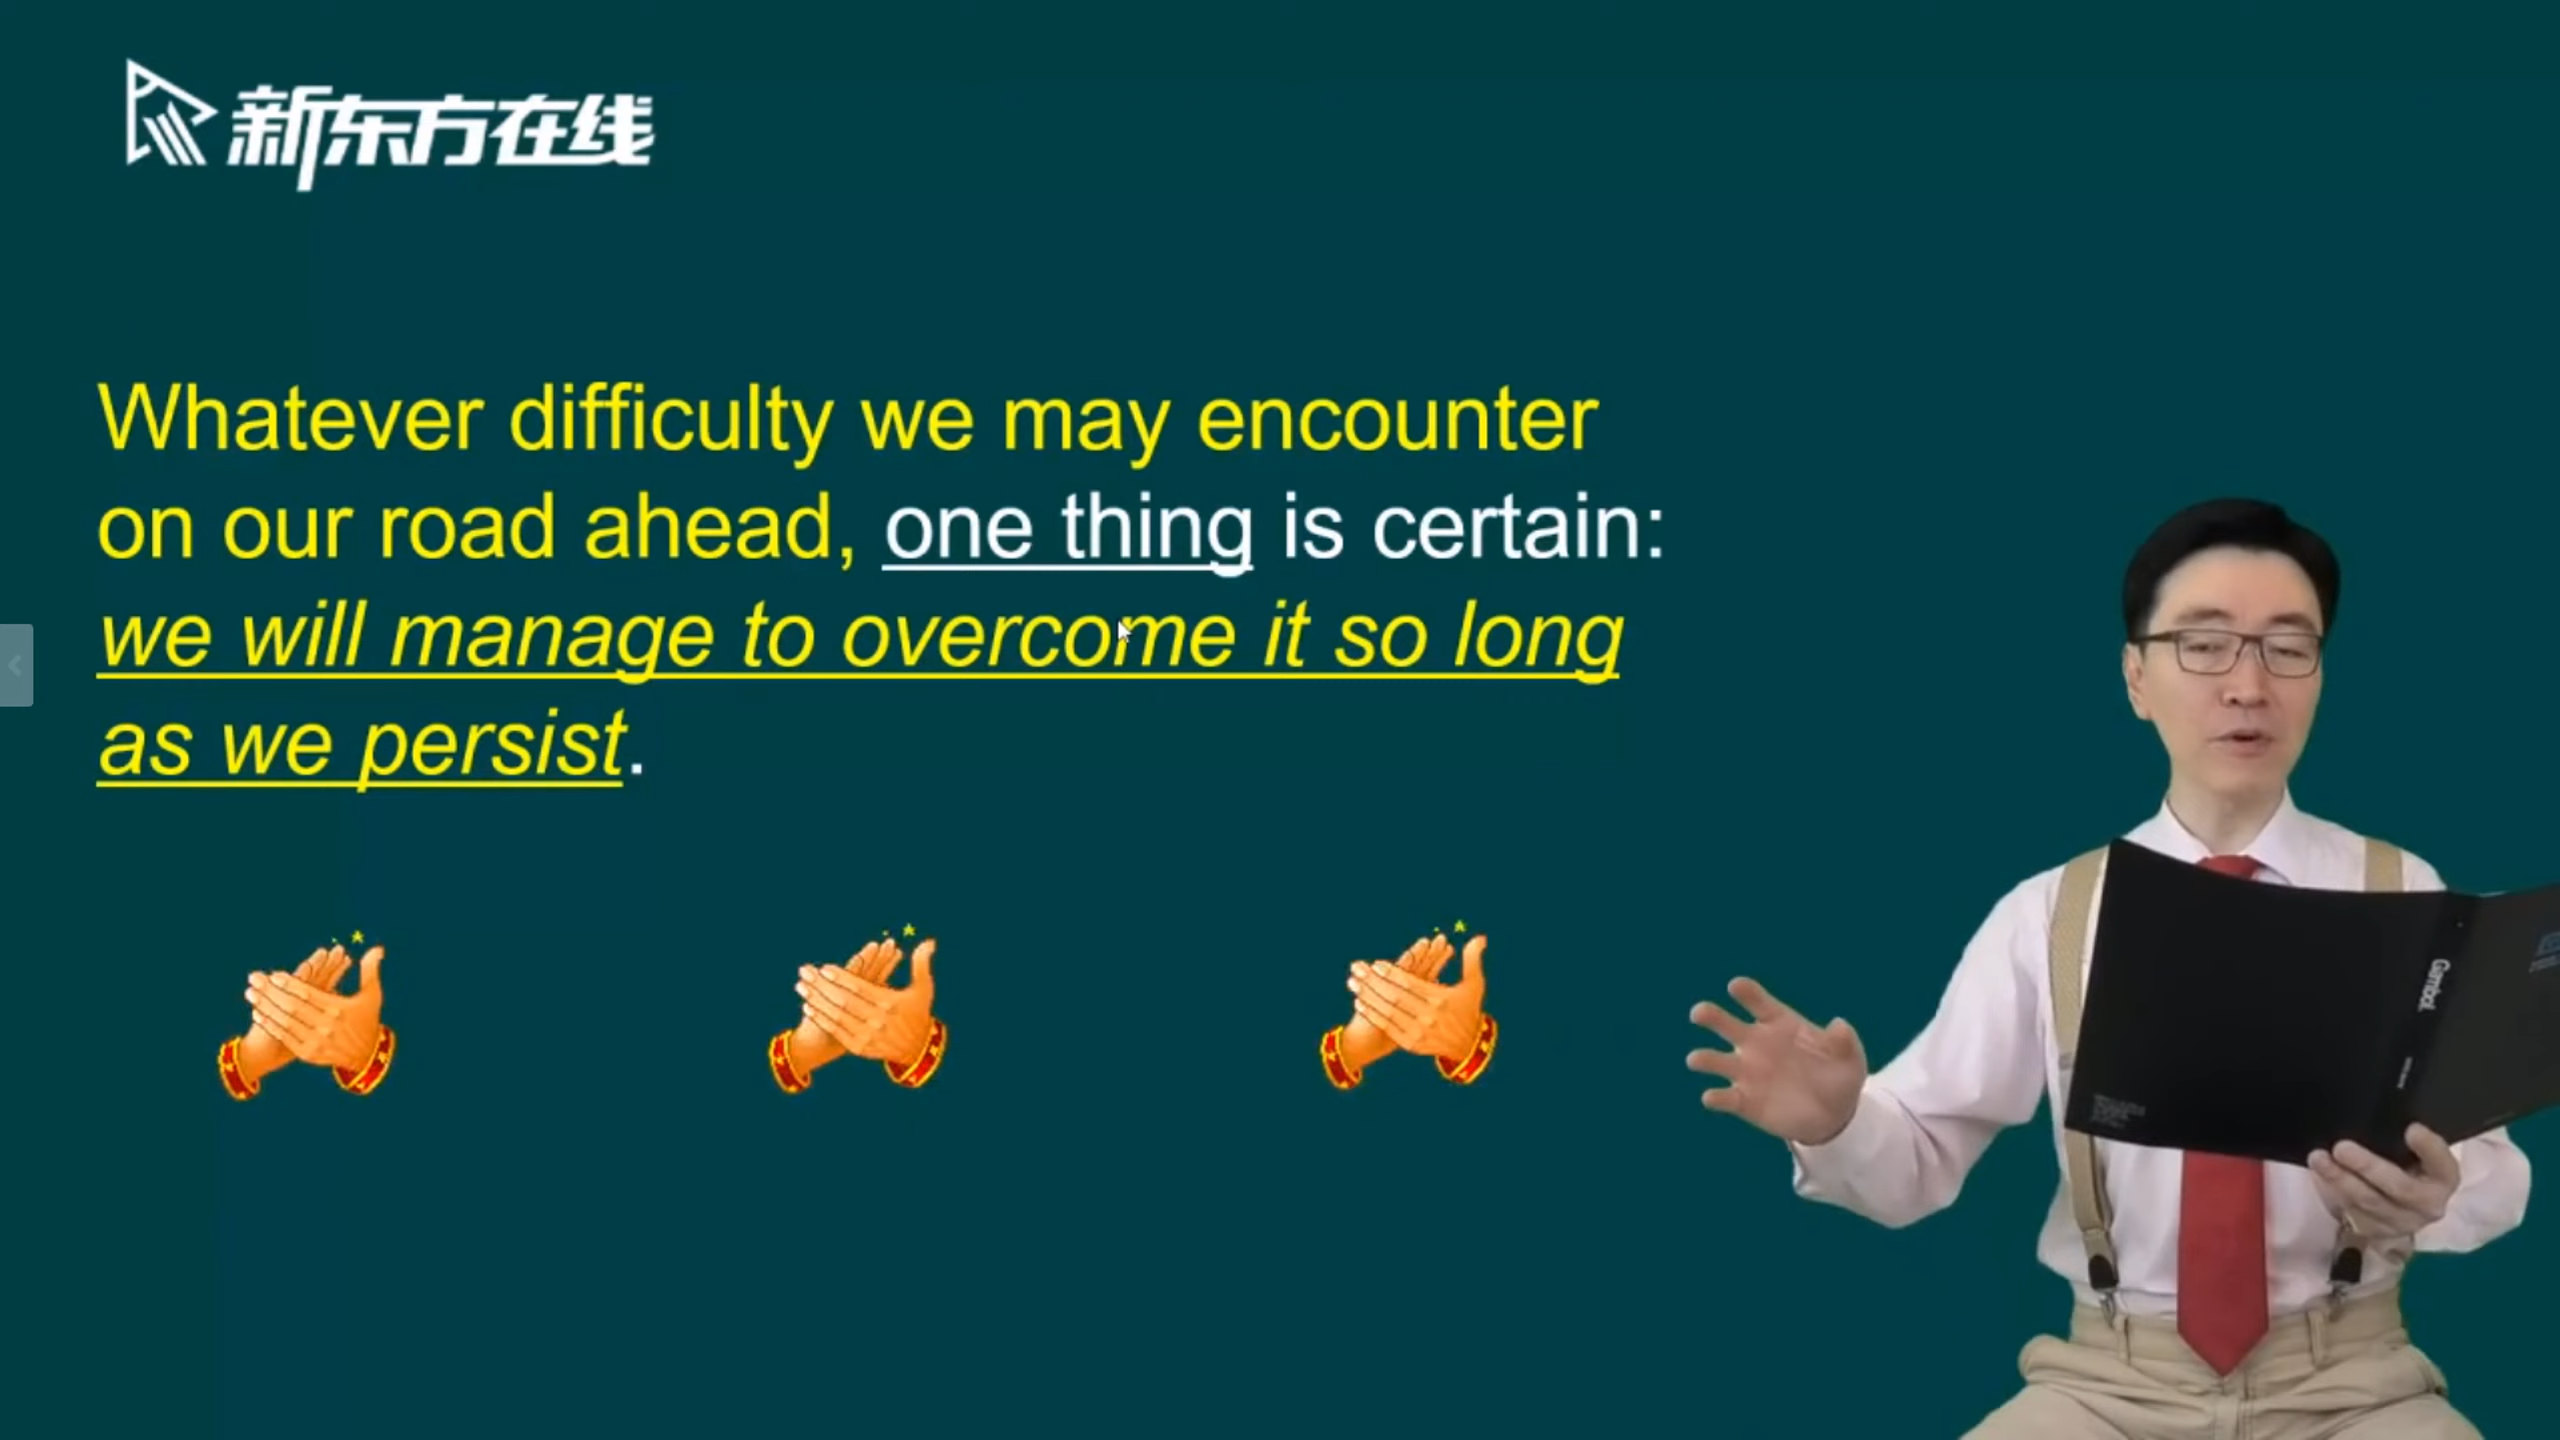 新东方在线
Whatever difficulty we may encounter
on our road ahead, one thing is certain:
we will manage to overcome it so long
as we persist.
Gambol